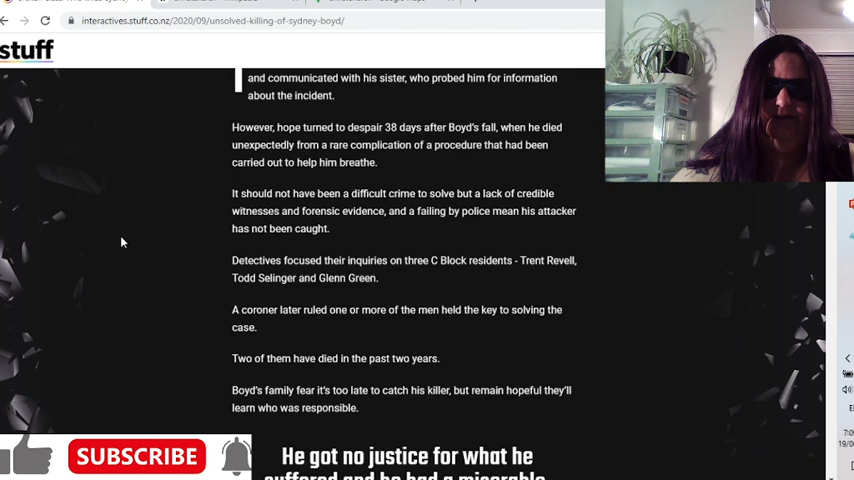 interactives.stuff.co.nz/2020/09/unsolved-killing-of-sydney-boyd/
stuff
and communicated with his sister, who probed him for information
about the incident.
However, hope turned to despair 38 days after Boyd's fall, when he died
unexpectedly from a rare complication of a procedure that had been
carried out to help him breathe.
It should not have been a difficult crime to solve but a lack of credible
witnesses and forensic evidence, and a failing by police mean his attacker
has not been caught.
Detectives focused their inquiries on three C Block residents - Trent Revell,
Todd Selinger and Glenn Green.
A coroner later ruled one or more of the men held the key to solving the
case.
Two of them have died in the past two years.
Boyd's family fear it's too late to catch his killer, but remain hopeful they'll
learn who was responsible.
SUBSCRIBE
He got no justice for what he
suffered and he had a miserable